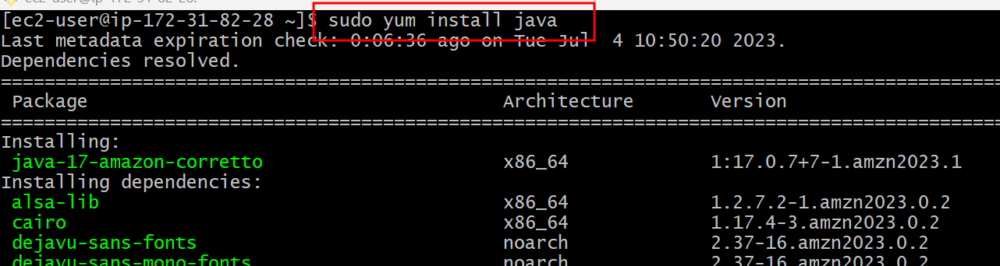 [ec2-user@ip-172-31-82-28 ~]$ sudo yum install java
Last metadata expiration check: 0:06:36 ago on Tue Jul  4 10:50:20 2023.
Dependencies resolved.
================================================================================
 Package Architecture Version
================================================================================
Installing:
 java-17-amazon-corretto x86_64 1:17.0.7+7-1.amzn2023.1
Installing dependencies:
 alsa-lib x86_64 1.2.7.2-1.amzn2023.0.2
 cairo x86_64 1.17.4-3.amzn2023.0.2
 dejavu-sans-fonts noarch 2.37-16.amzn2023.0.2
 dejavu-sans-mono-fonts noarch 2.37-16.amzn2023.0.2